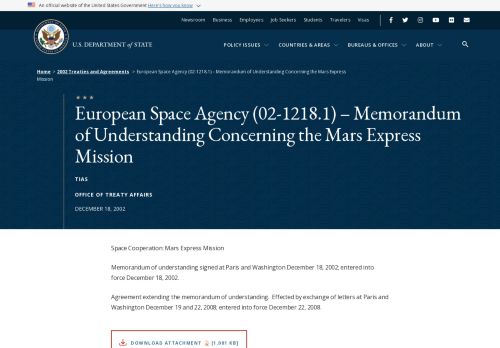 An official website of the United States Government Here's how you know
Newsroom Business Employees Job Seekers Students Travelers Visas
U.S. DEPARTMENT of STATE
POLICY ISSUES COUNTRIES & AREAS BUREAUS & OFFICES ABOUT
Home > 2002 Treaties and Agreements > European Space Agency (02-1218.1) – Memorandum of Understanding Concerning the Mars Express
Mission
European Space Agency (02-1218.1) – Memorandum
of Understanding Concerning the Mars Express
Mission
TIAS
OFFICE OF TREATY AFFAIRS
DECEMBER 18, 2002
Space Cooperation: Mars Express Mission
Memorandum of understanding signed at Paris and Washington December 18, 2002; entered into
force December 18, 2002.
Agreement extending the memorandum of understanding. Effected by exchange of letters at Paris and
Washington December 19 and 22, 2008; entered into force December 22, 2008.
DOWNLOAD ATTACHMENT [1,001 KB]